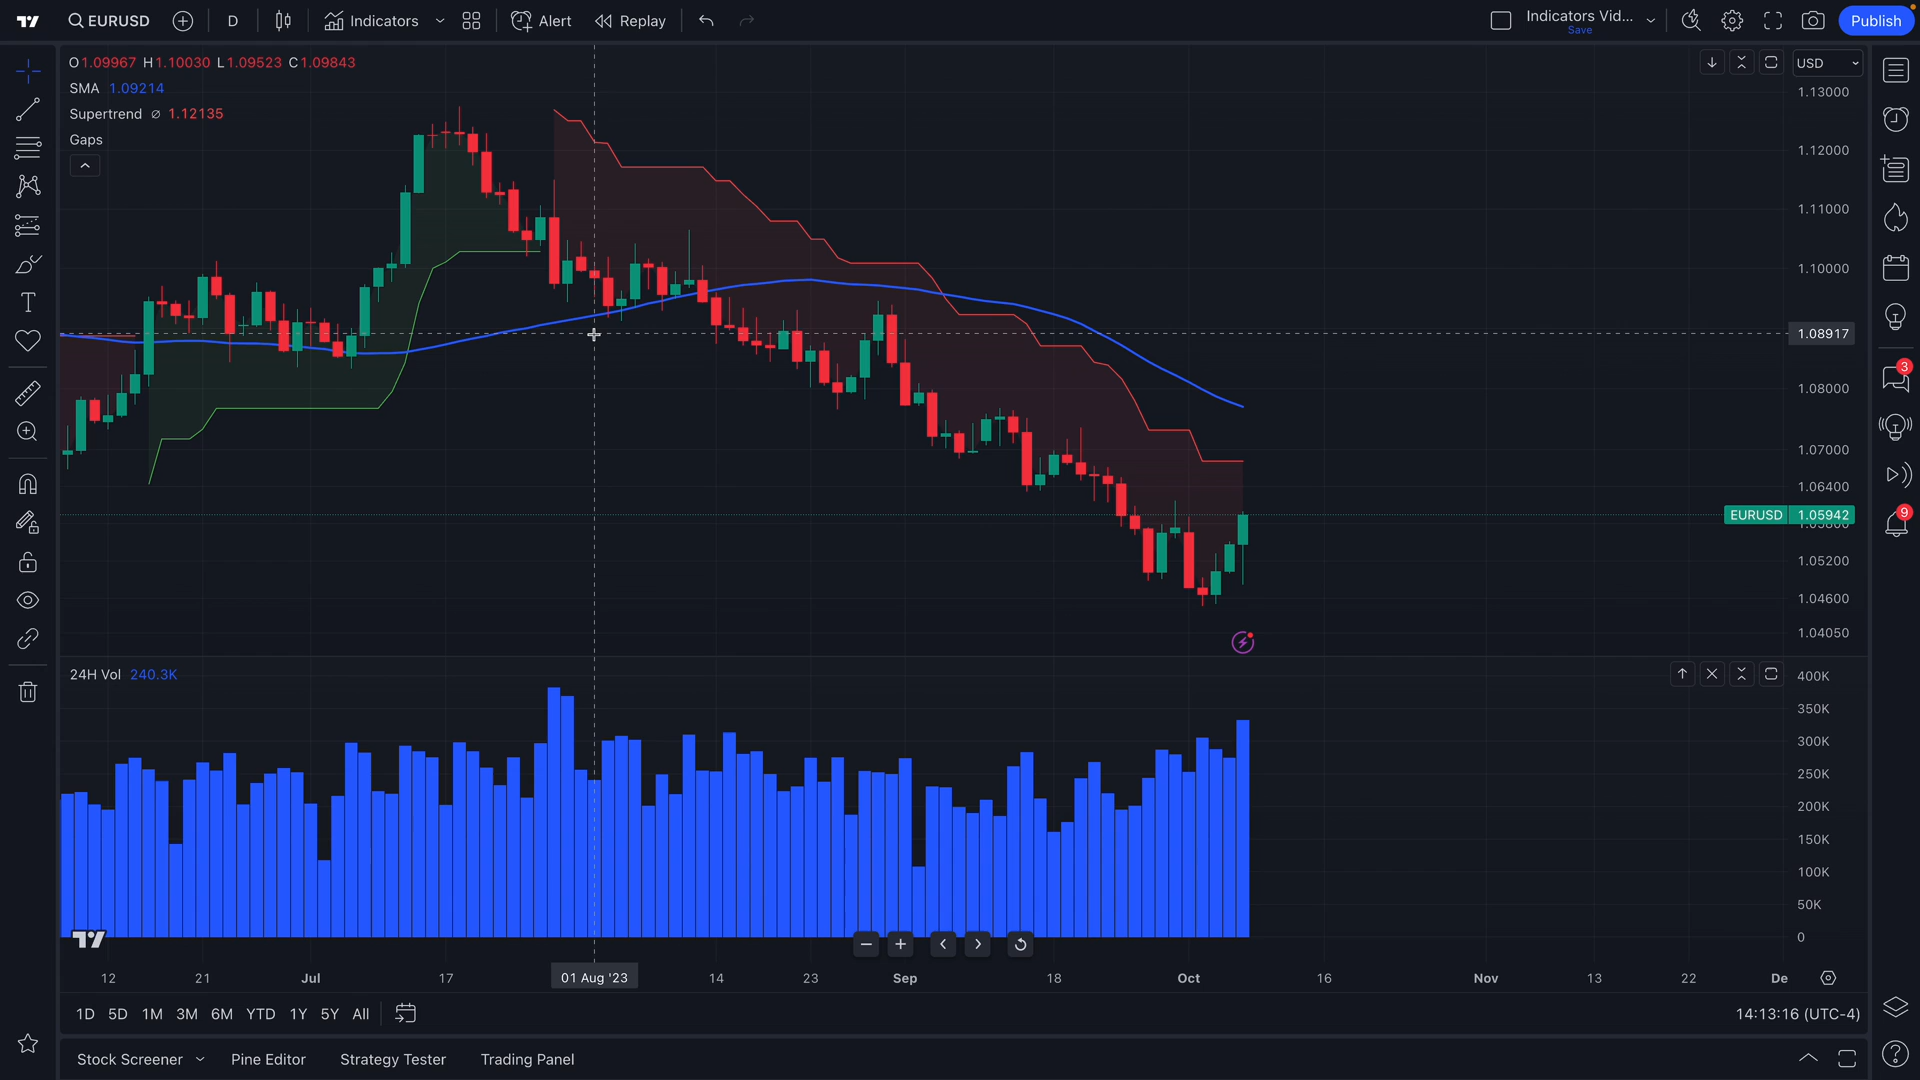 EURUSD D Indicators Alert Replay Indicators Vid... Save Publish
O1.09967 H1.10030 L1.09523 C1.09843
SMA 1.09214
Supertrend ∅ 1.12135
Gaps
USD
1.13000
1.12000
1.11000
1.10000
1.08917
1.08000
1.07000
1.06400
EURUSD 1.05942
1.05200
1.04600
1.04050
3
9
24H Vol 240.3K
400K
350K
300K
250K
200K
150K
100K
50K
0
12 21 Jul 17 01 Aug '23 14 23 Sep 18 Oct 16 Nov 13 22 De
1D 5D 1M 3M 6M YTD 1Y 5Y All 14:13:16 (UTC-4)
Stock Screener Pine Editor Strategy Tester Trading Panel